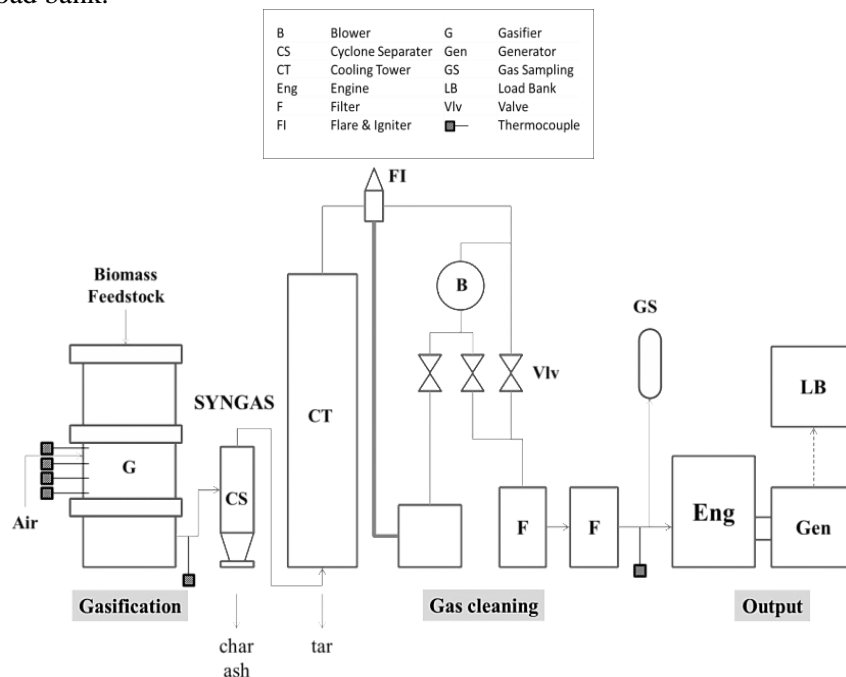 oad bank.
B Blower G Gasifier
CS Cyclone Separater Gen Generator
CT Cooling Tower GS Gas Sampling
Eng Engine LB Load Bank
F Filter Vlv Valve
FI Flare & Igniter Thermocouple
FI
Biomass
Feedstock
B
GS
Vlv
LB
SYNGAS
CT
G
CS
Air
F
F
Eng
Gen
Gasification
Gas cleaning
Output
char
ash
tar